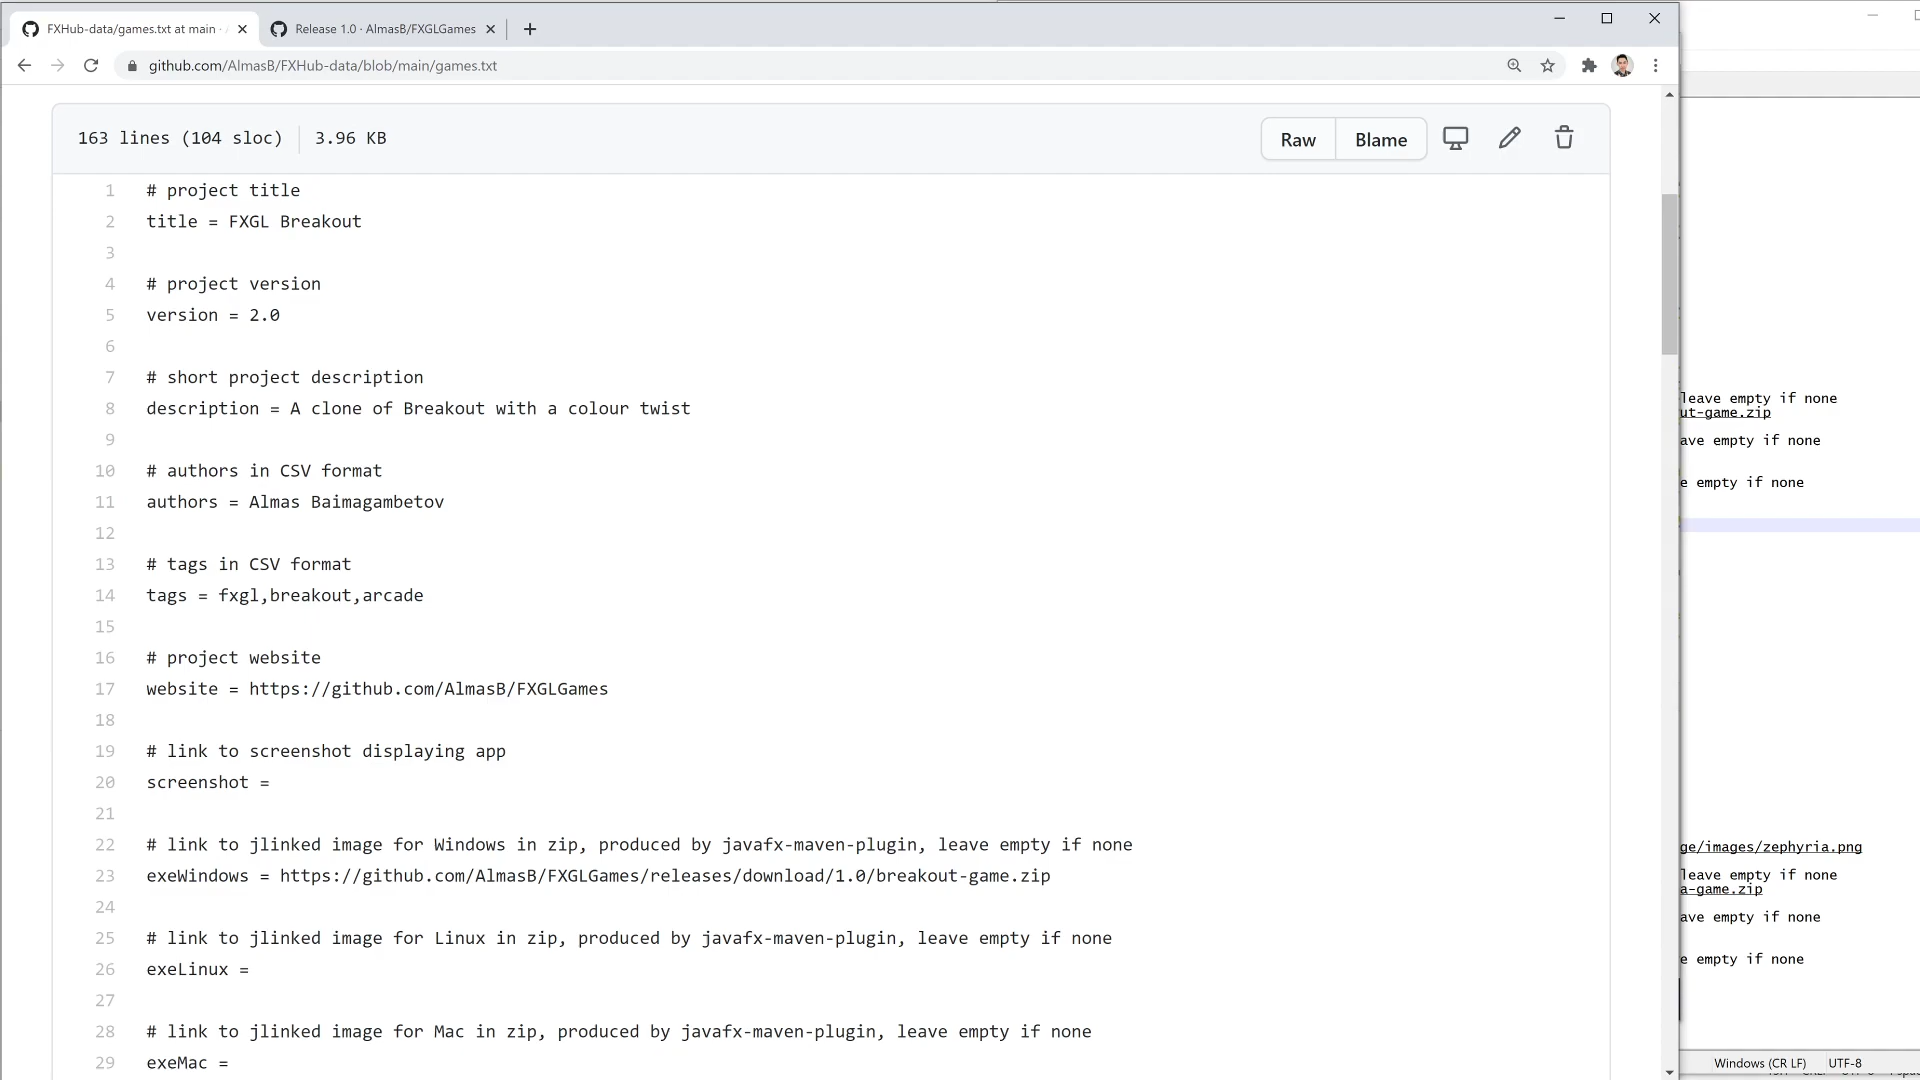 FXHub-data/games.txt at main ·
Release 1.0 · AlmasB/FXGLGames
github.com/AlmasB/FXHub-data/blob/main/games.txt
163 lines (104 sloc) 3.96 KB
Raw Blame
1 # project title
2 title = FXGL Breakout
3
4 # project version
5 version = 2.0
6
7 # short project description
8 description = A clone of Breakout with a colour twist
9
10 # authors in CSV format
11 authors = Almas Baimagambetov
12
13 # tags in CSV format
14 tags = fxgl,breakout,arcade
15
16 # project website
17 website = https://github.com/AlmasB/FXGLGames
18
19 # link to screenshot displaying app
20 screenshot =
21
22 # link to jlinked image for Windows in zip, produced by javafx-maven-plugin, leave empty if none
23 exeWindows = https://github.com/AlmasB/FXGLGames/releases/download/1.0/breakout-game.zip
24
25 # link to jlinked image for Linux in zip, produced by javafx-maven-plugin, leave empty if none
26 exeLinux =
27
28 # link to jlinked image for Mac in zip, produced by javafx-maven-plugin, leave empty if none
29 exeMac =
leave empty if none
ut-game.zip
ave empty if none
e empty if none
ge/images/zephyria.png
leave empty if none
a-game.zip
ave empty if none
e empty if none
Windows (CR LF) UTF-8